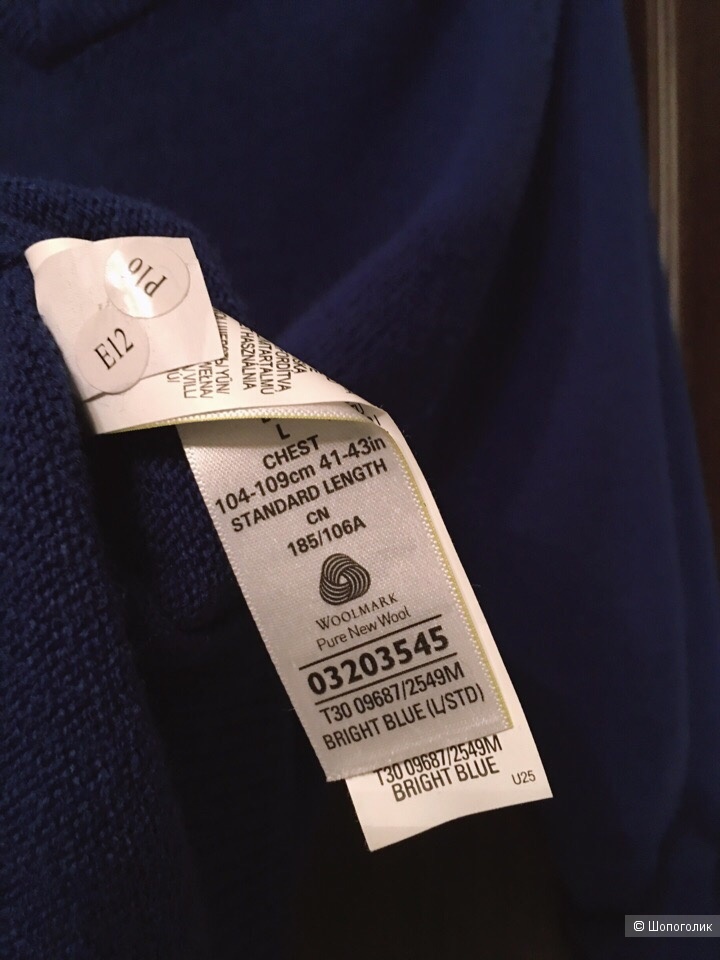 p10
E12
L
CHEST
104-109cm 41-43in
STANDARD LENGTH
CN
185/106A
WOOLMARK
Pure New Wool
03203545
T30 09687/2549M
BRIGHT BLUE (L/STD)
T30 09687/2549M
BRIGHT BLUE
U25
© Шопоголик